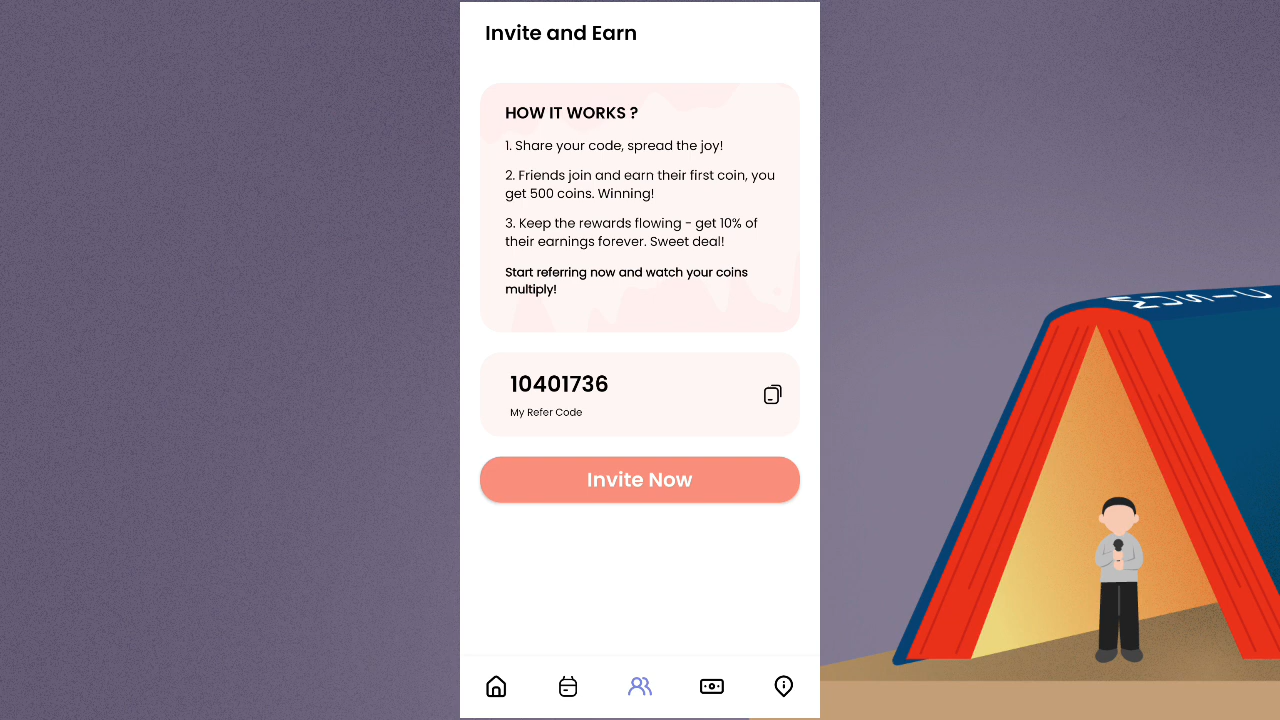 Invite and Earn
HOW IT WORKS ?
1. Share your code, spread the joy!
2. Friends join and earn their first coin, you
get 500 coins. Winning!
3. Keep the rewards flowing - get 10% of
their earnings forever. Sweet deal!
Start referring now and watch your coins
multiply!
10401736
My Refer Code
Invite Now